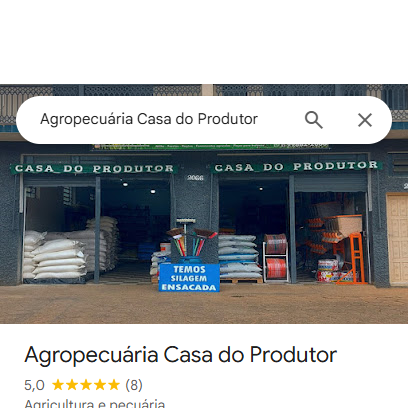 Agropecuária Casa do Produtor
CASA DO PRODUTOR
CASA DO PRODUTOR
TEMOS
SILAGEM
ENSACADA
Agropecuária Casa do Produtor
5,0 (8)
Agricultura e pecuária